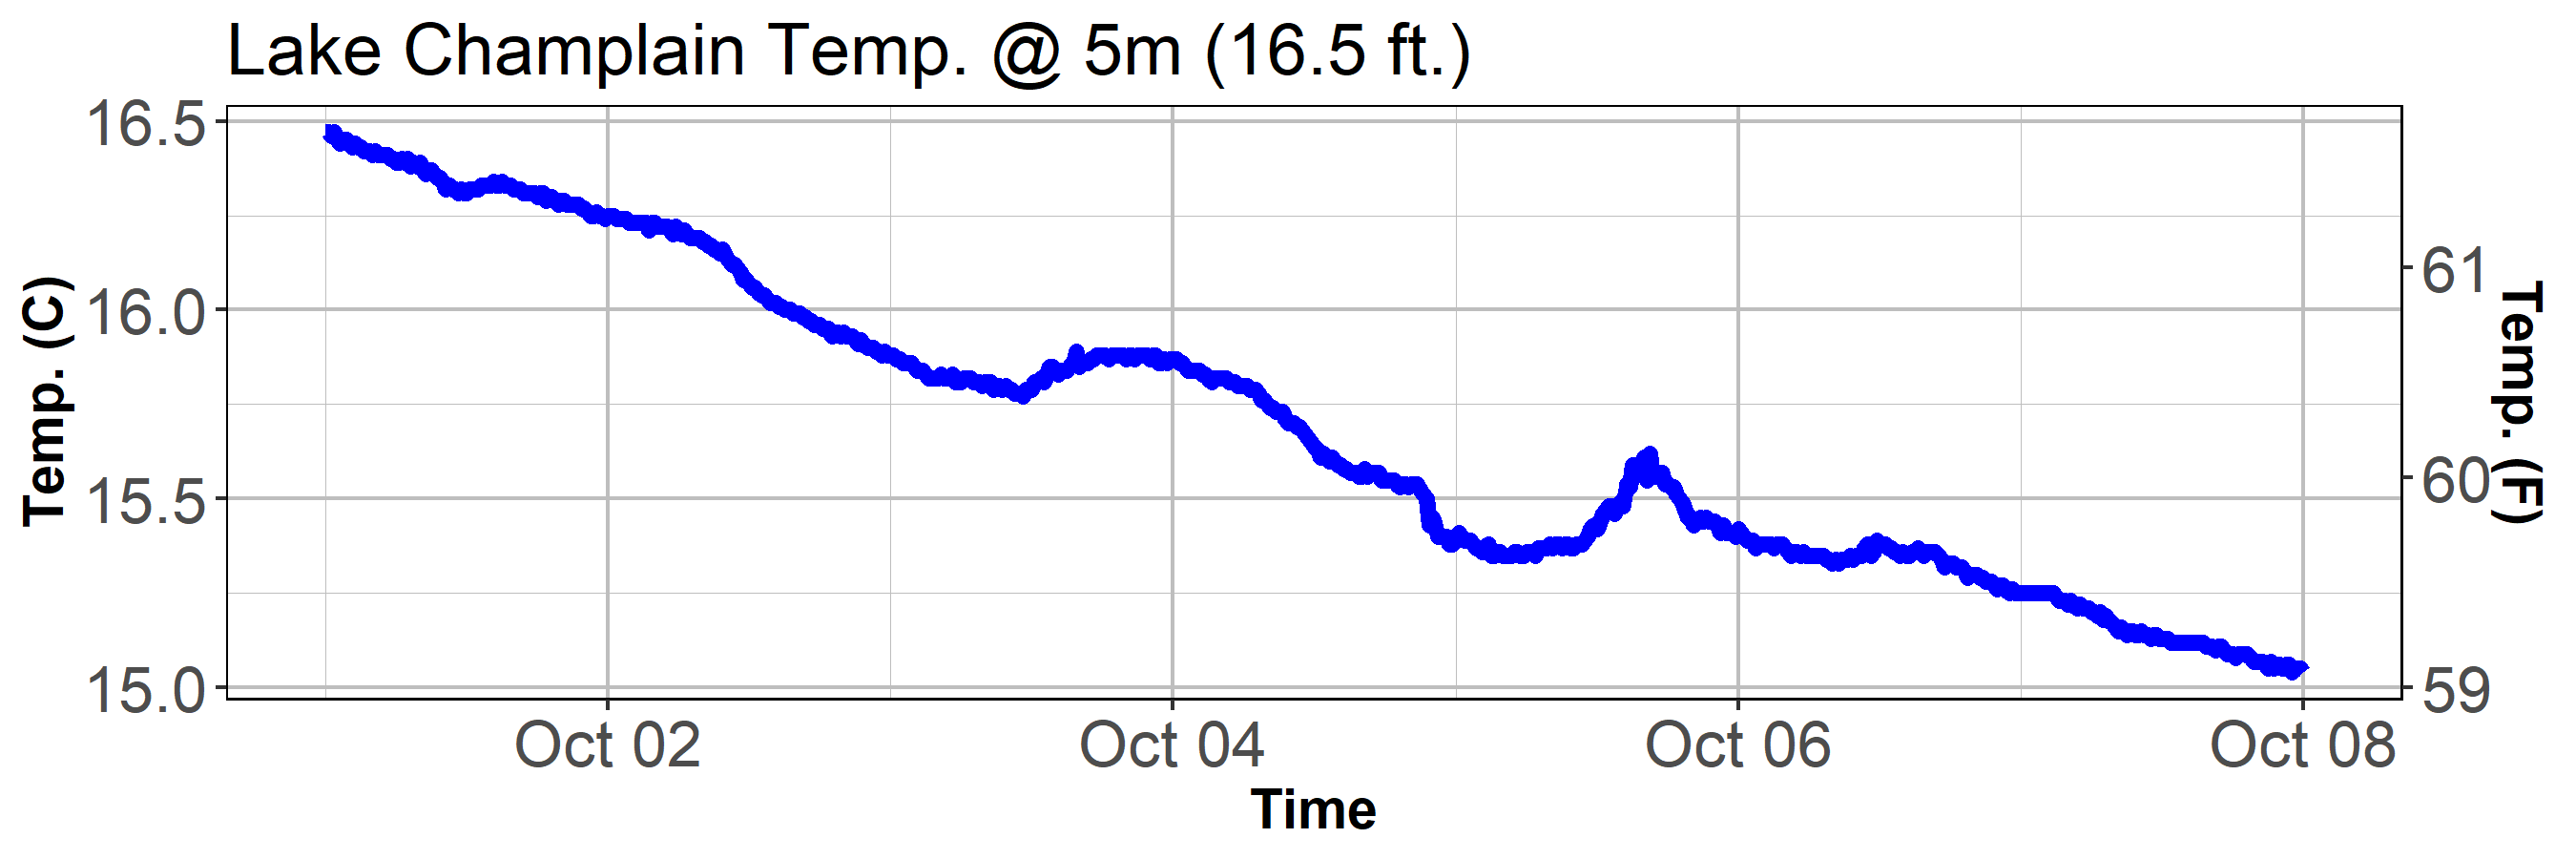 Lake Champlain Temp. @ 5m (16.5 ft.)
Temp. (C)
16.5
16.0
15.5
15.0
61
60
59
Temp. (F)
Oct 02
Oct 04
Oct 06
Oct 08
Time